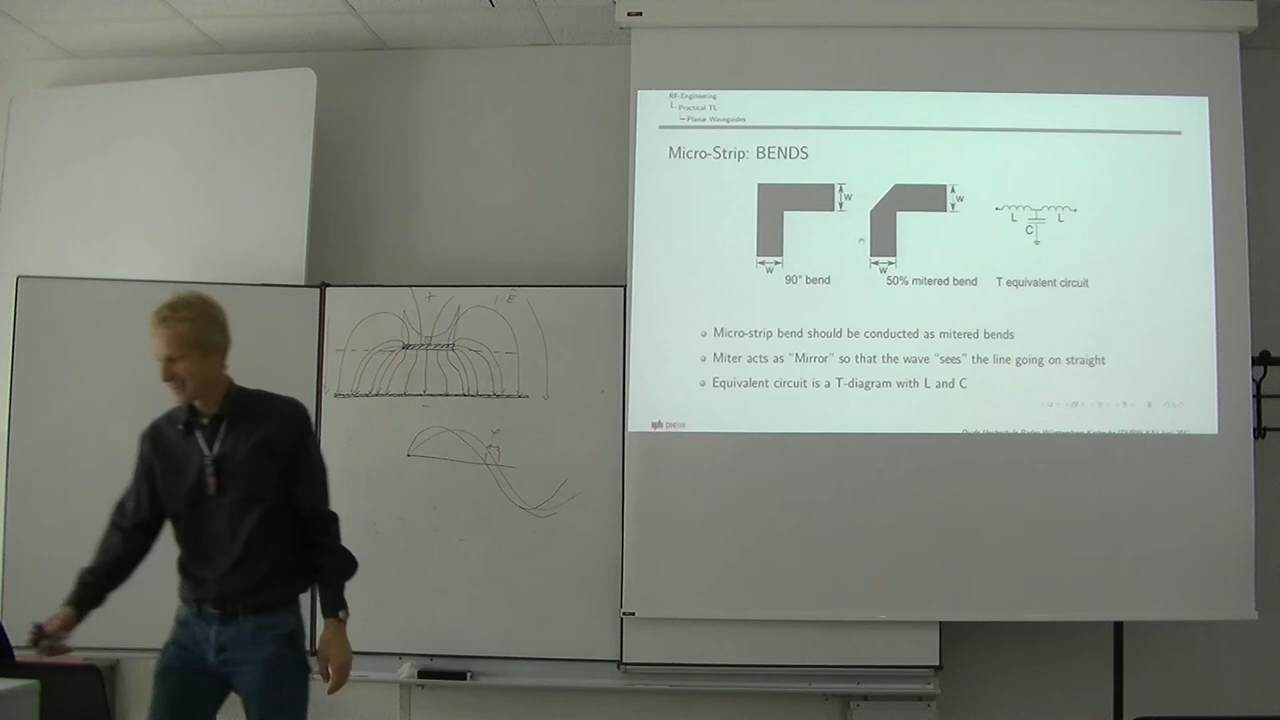 RF-Engineering
Practical TL
Planar Waveguides
Micro-Strip: BENDS
W
W
W
W
L
L
C
90° bend
50% mitered bend
T equivalent circuit
Micro-strip bend should be conducted as mitered bends
Miter acts as “Mirror” so that the wave “sees” the line going on straight
Equivalent circuit is a T-diagram with L and C
DHBW
+
E
-
φ